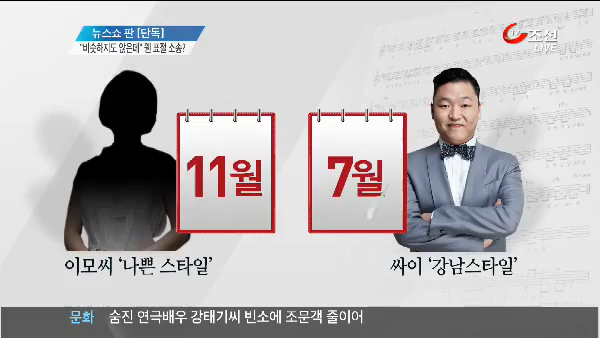 뉴스쇼 판 [단독]
"비슷하지도 않은데" 웬 표절 소송?
TV조선
LIVE
11월
7월
이모씨 '나쁜 스타일'
싸이 '강남스타일'
문화 숨진 연극배우 강태기씨 빈소에 조문객 줄이어